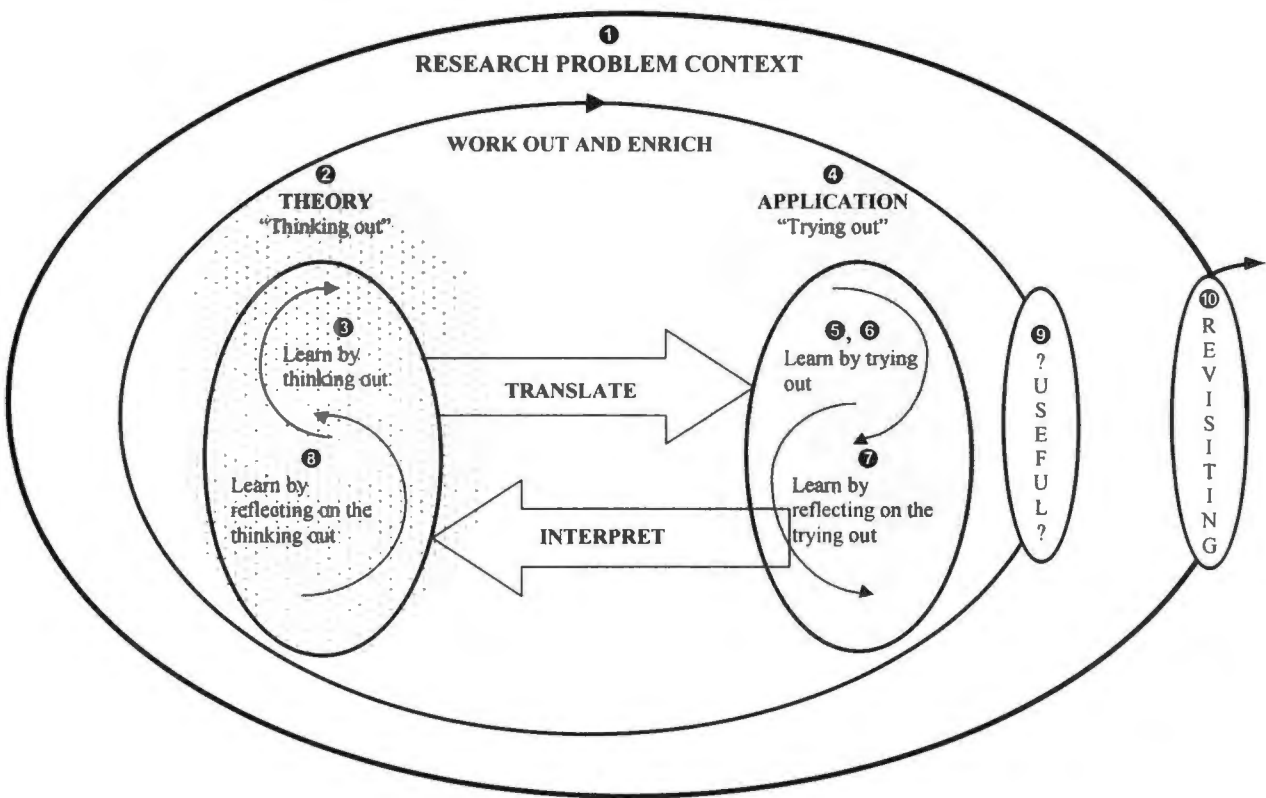 ❶
RESEARCH PROBLEM CONTEXT
WORK OUT AND ENRICH
❷
THEORY
“Thinking out”
❸
Learn by
thinking out
❽
Learn by
reflecting on the
thinking out
TRANSLATE
INTERPRET
❹
APPLICATION
“Trying out”
❺, ❻
Learn by trying
out
❼
Learn by
reflecting on the
trying out
❾
?
U
S
E
F
U
L
?
❿
R
E
V
I
S
I
T
I
N
G